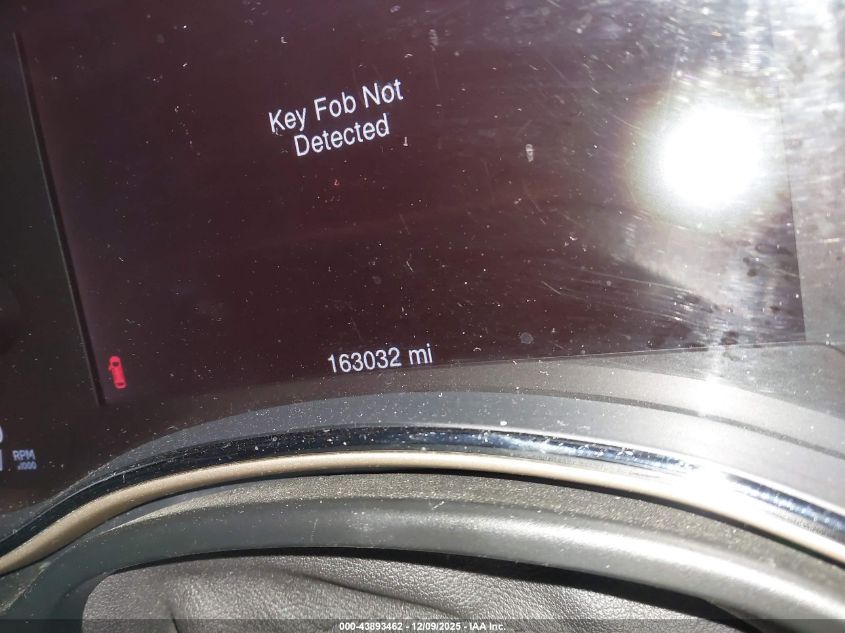 Key Fob Not
Detected
163032 mi
RPM
x1000
000-43893462 - 12/09/2025 - IAA Inc.